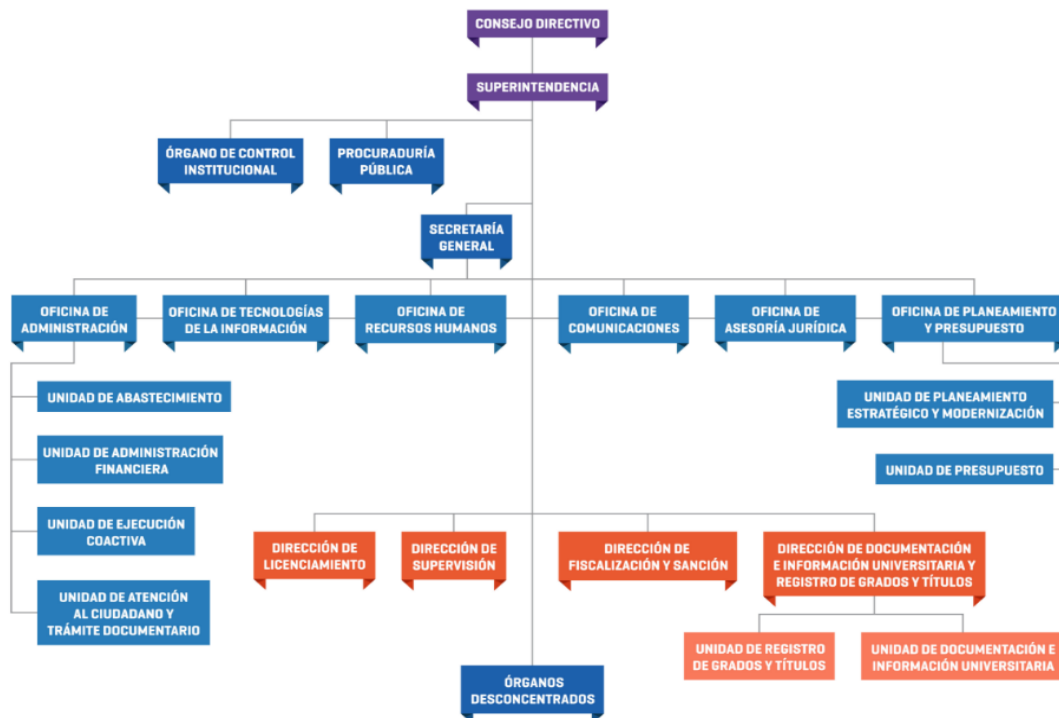 CONSEJO DIRECTIVO
SUPERINTENDENCIA
ÓRGANO DE CONTROL
INSTITUCIONAL
PROCURADURÍA
PÚBLICA
SECRETARÍA
GENERAL
OFICINA DE
ADMINISTRACIÓN
OFICINA DE TECNOLOGÍAS
DE LA INFORMACIÓN
OFICINA DE
RECURSOS HUMANOS
OFICINA DE
COMUNICACIONES
OFICINA DE
ASESORÍA JURÍDICA
OFICINA DE PLANEAMIENTO
Y PRESUPUESTO
UNIDAD DE ABASTECIMIENTO
UNIDAD DE ADMINISTRACIÓN
FINANCIERA
UNIDAD DE EJECUCIÓN
COACTIVA
UNIDAD DE ATENCIÓN
AL CIUDADANO Y
TRÁMITE DOCUMENTARIO
UNIDAD DE PLANEAMIENTO
ESTRATÉGICO Y MODERNIZACIÓN
UNIDAD DE PRESUPUESTO
DIRECCIÓN DE
LICENCIAMIENTO
DIRECCIÓN DE
SUPERVISIÓN
DIRECCIÓN DE
FISCALIZACIÓN Y SANCIÓN
DIRECCIÓN DE DOCUMENTACIÓN
E INFORMACIÓN UNIVERSITARIA Y
REGISTRO DE GRADOS Y TÍTULOS
UNIDAD DE REGISTRO
DE GRADOS Y TÍTULOS
UNIDAD DE DOCUMENTACIÓN E
INFORMACIÓN UNIVERSITARIA
ÓRGANOS
DESCONCENTRADOS